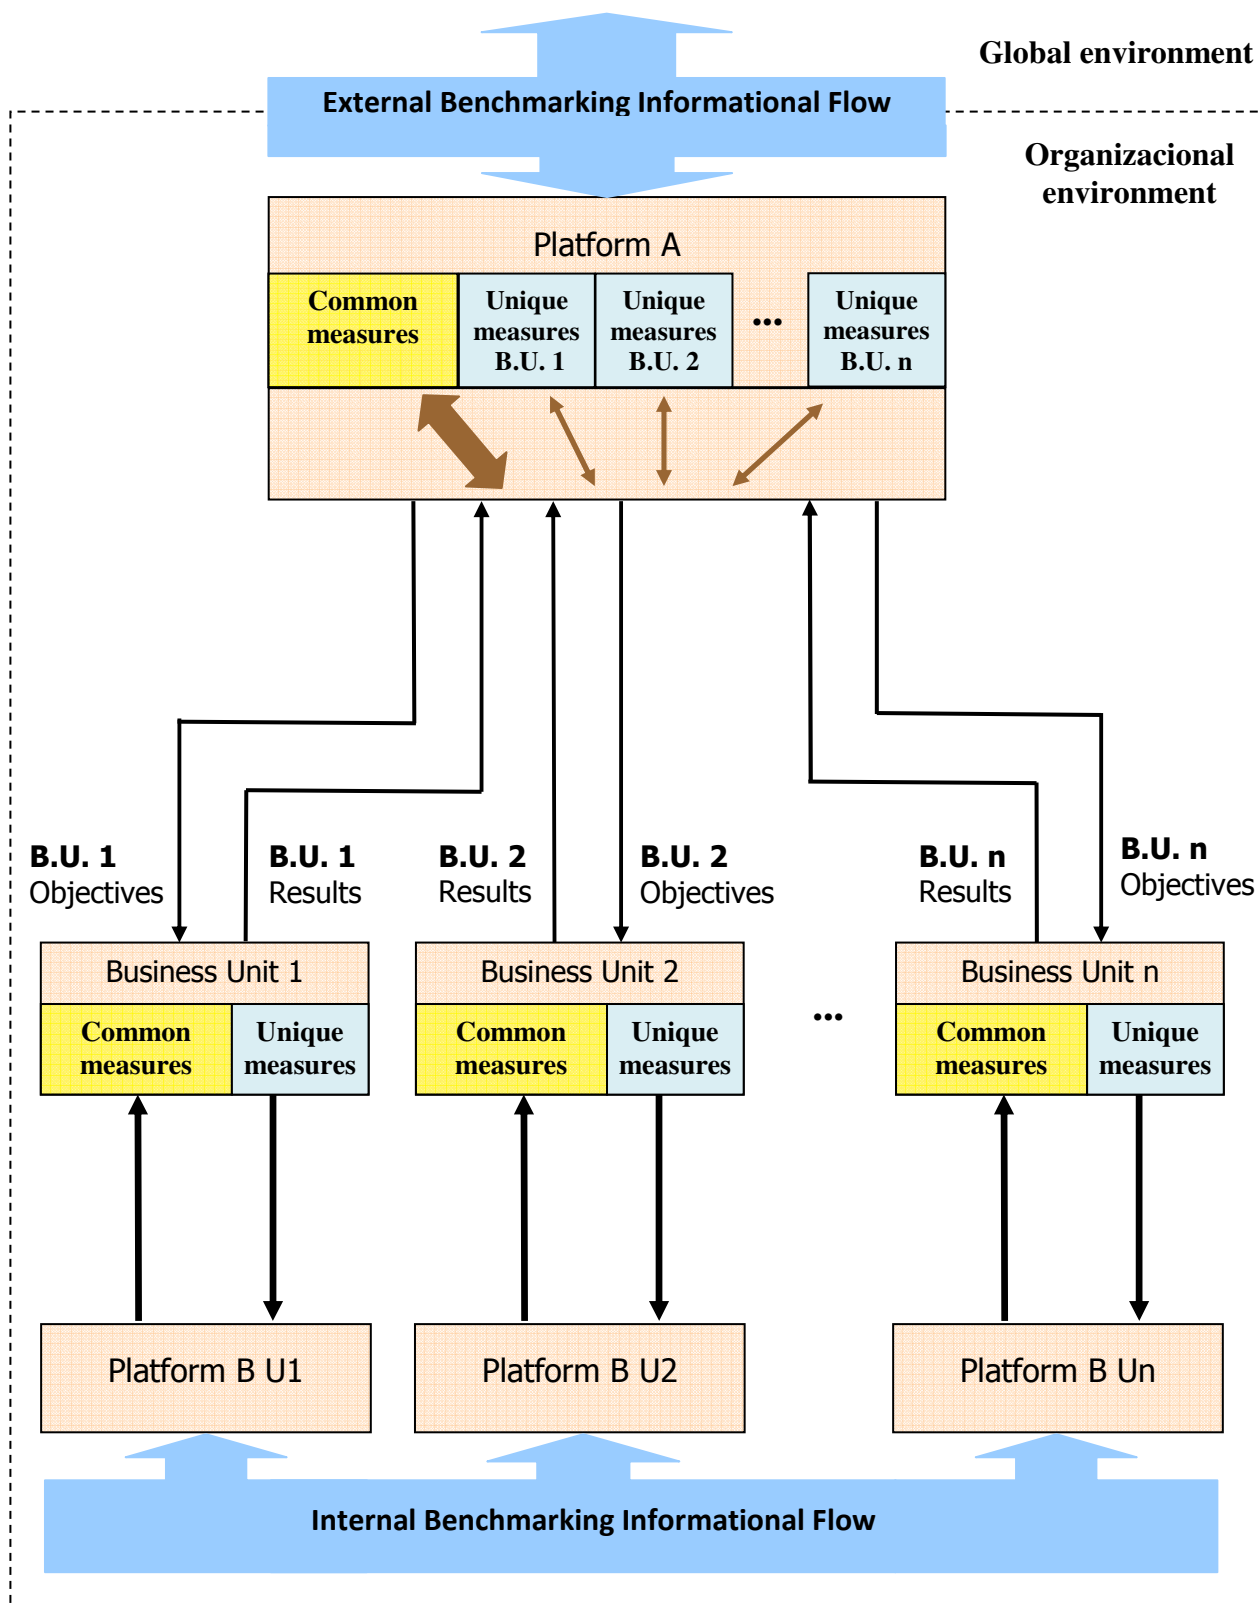 Global environment
External Benchmarking Informational Flow
Organizacional
environment
Platform A
Common
measures
Unique
measures
B.U. 1
Unique
measures
B.U. 2
...
Unique
measures
B.U. n
B.U. 1
Objectives
B.U. 1
Results
B.U. 2
Results
B.U. 2
Objectives
B.U. n
Results
B.U. n
Objectives
Business Unit 1
Common
measures
Unique
measures
Business Unit 2
Common
measures
Unique
measures
...
Business Unit n
Common
measures
Unique
measures
Platform B U1
Platform B U2
Platform B Un
Internal Benchmarking Informational Flow